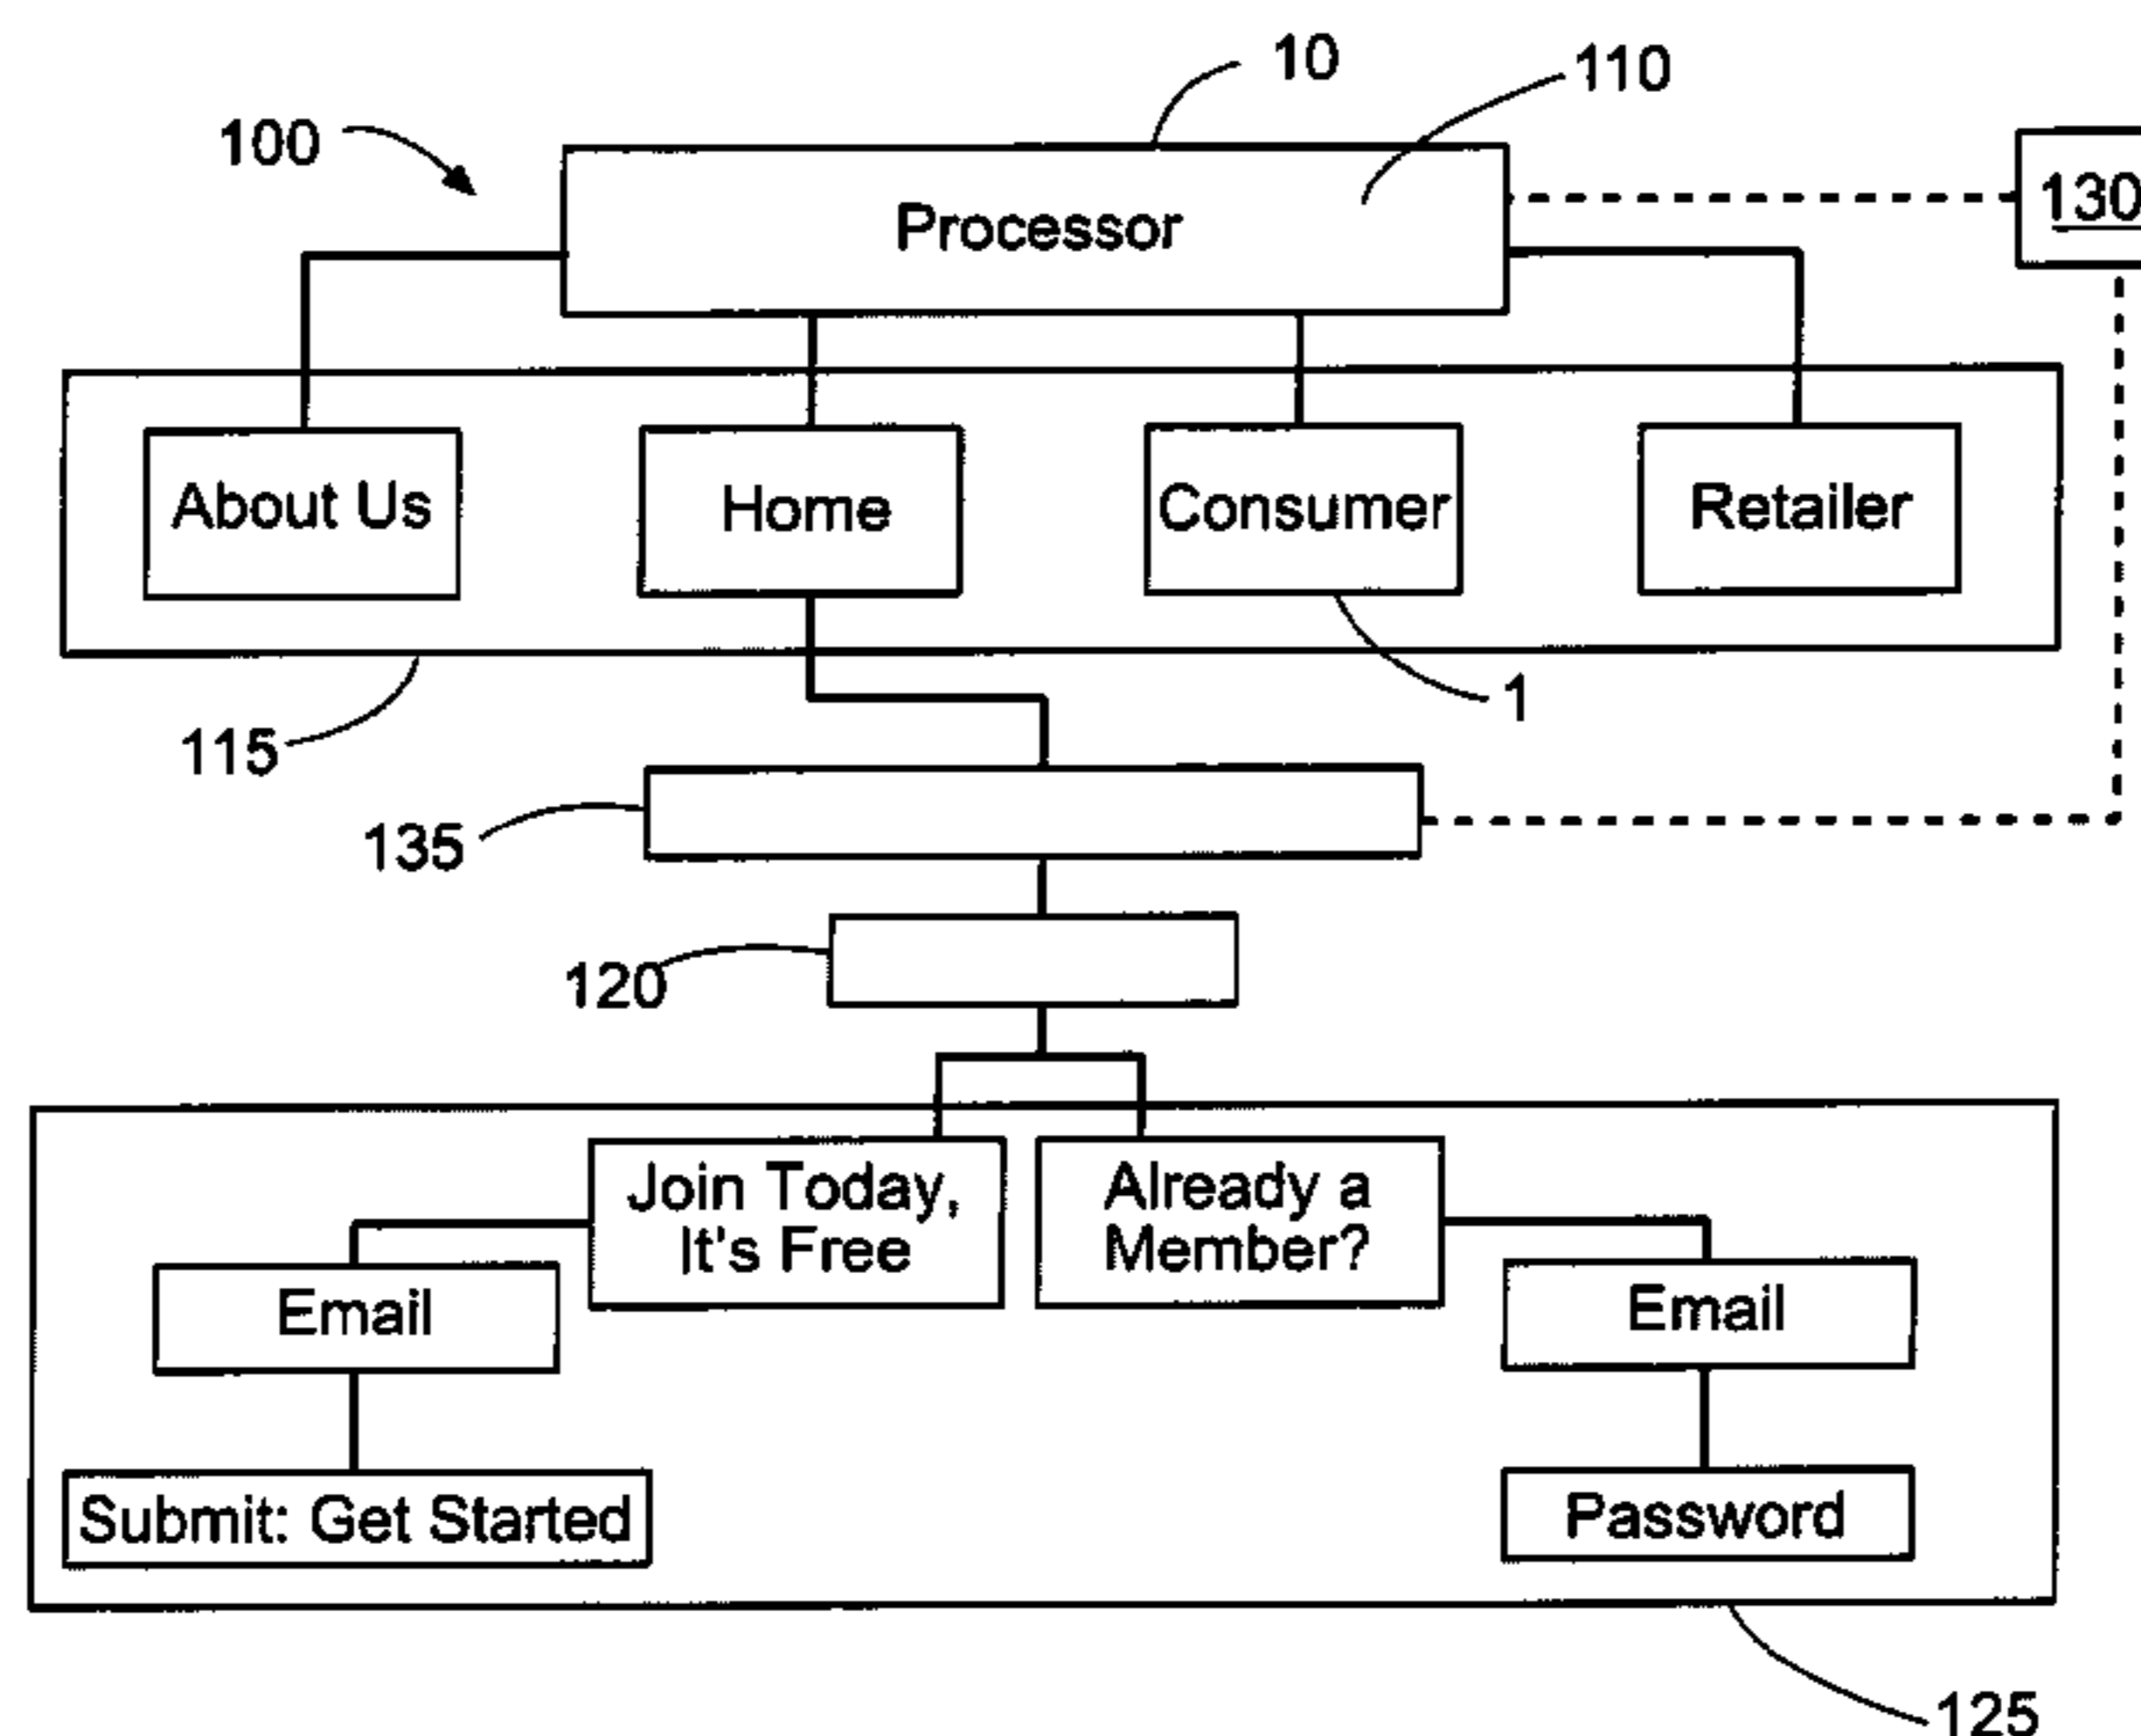 10
110
100
130
Processor
About Us
Home
Consumer
Retailer
1
115
135
120
Join Today,
It's Free
Already a
Member?
Email
Email
Submit: Get Started
Password
125